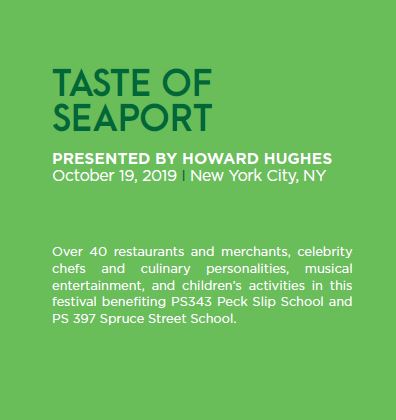 TASTE OF
SEAPORT
PRESENTED BY HOWARD HUGHES
October 19, 2019 | New York City, NY
Over 40 restaurants and merchants, celebrity
chefs and culinary personalities, musical
entertainment, and children's activities in this
festival benefiting PS343 Peck Slip School and
PS 397 Spruce Street School.